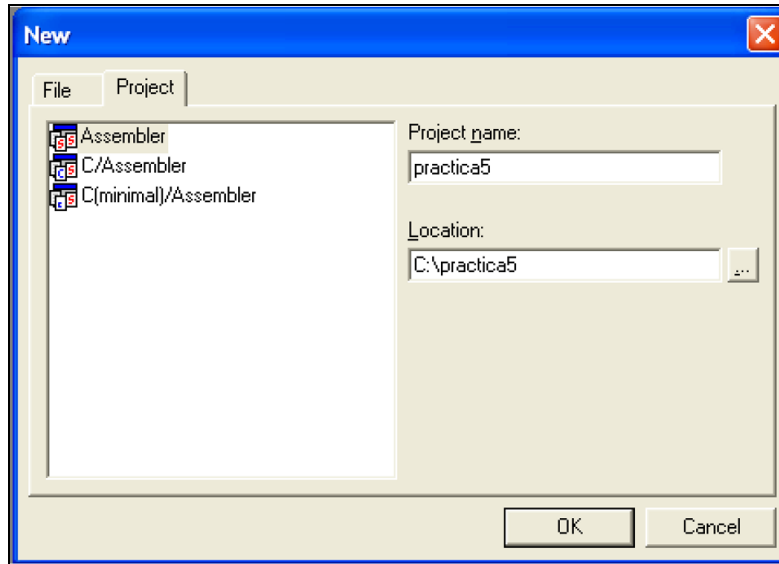 New
File
Project
Assembler
C/Assembler
C(minimal)/Assembler
Project name:
practica5
Location:
C:\practica5
...
OK
Cancel